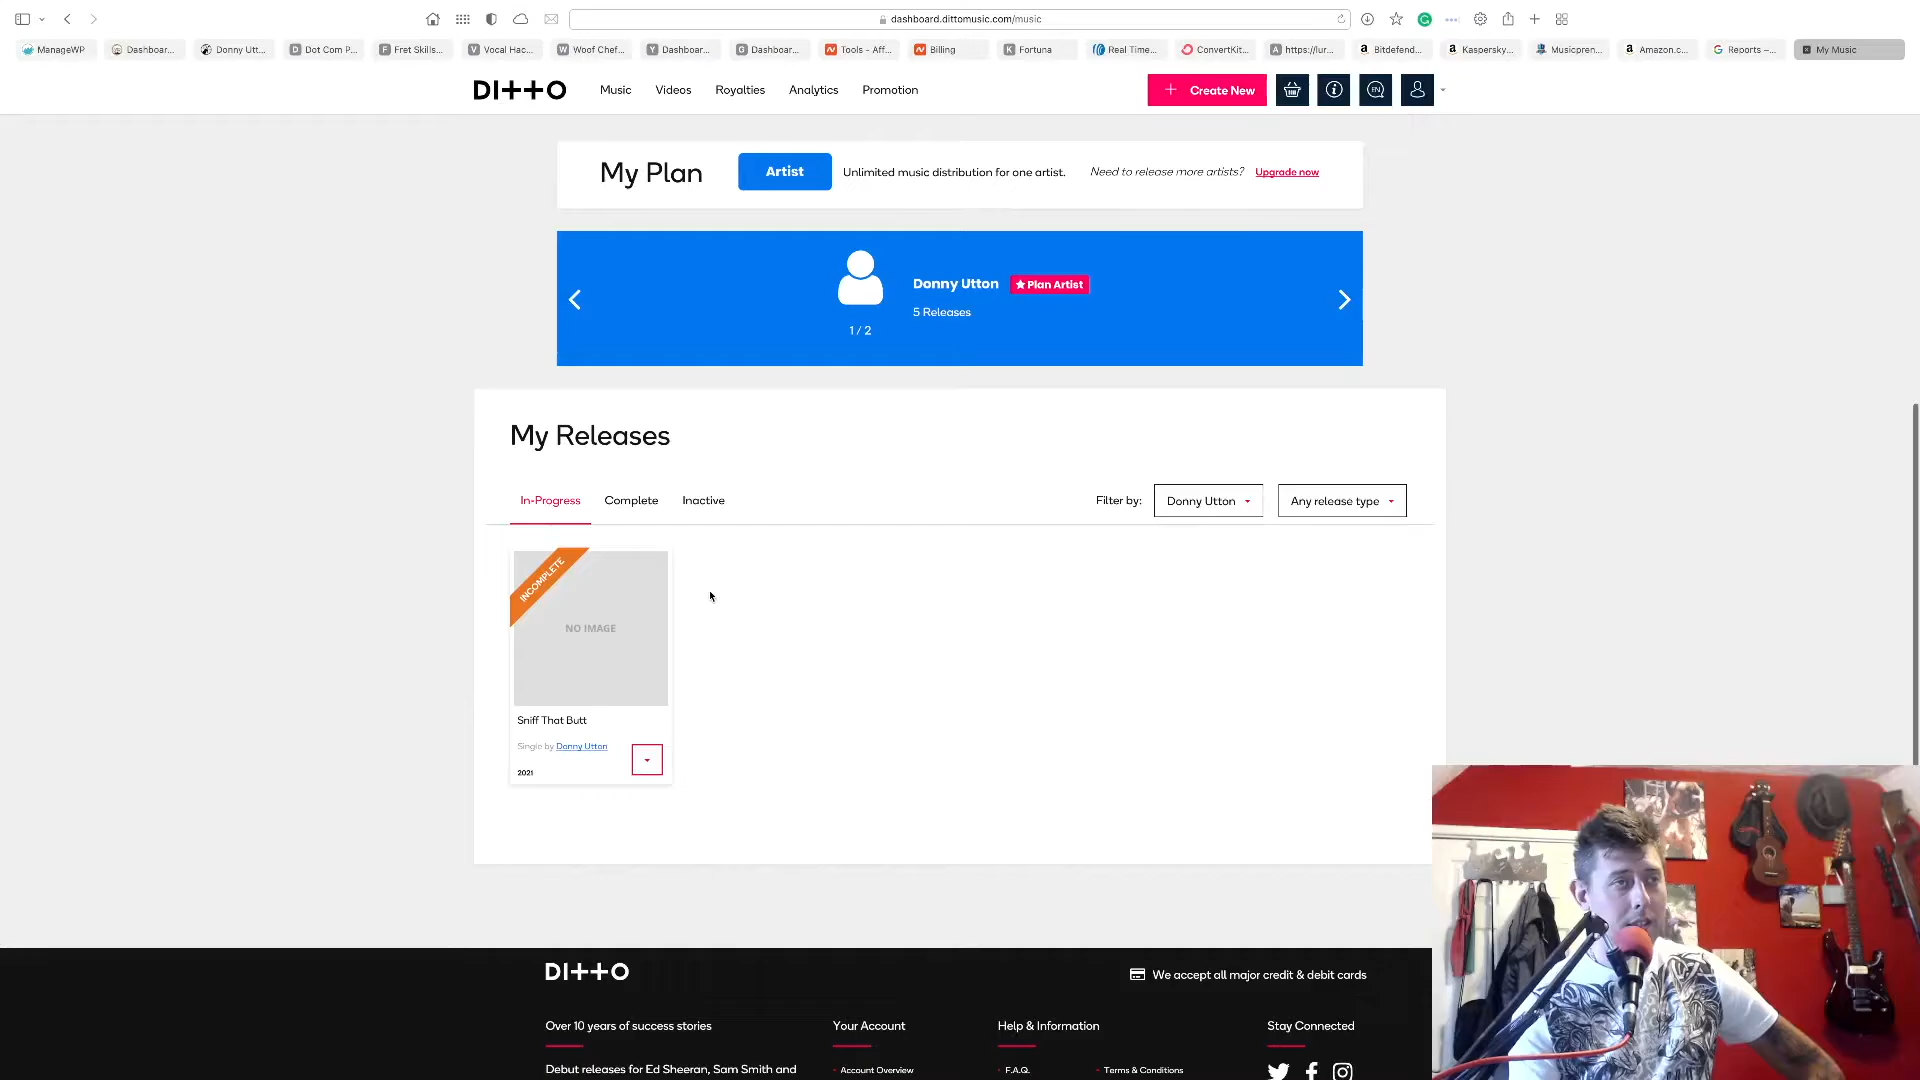 dashboard.dittomusic.com/music
ManageWP
Dashboar...
Donny Utt...
Dot Com P...
Fret Skills...
Vocal Hac...
Woof Chef...
Dashboar...
Dashboar...
Tools – Aff...
Billing
Fortuna
Real Time...
ConvertKit...
https://lur...
Bitdefend...
Kaspersky...
Musicpren...
Amazon.c...
Reports –...
My Music
DITTO
Music
Videos
Royalties
Analytics
Promotion
+ Create New
EN
My Plan
Artist
Unlimited music distribution for one artist.
Need to release more artists?
Upgrade now
Donny Utton
Plan Artist
5 Releases
1 / 2
My Releases
In-Progress
Complete
Inactive
Filter by:
Donny Utton
Any release type
INCOMPLETE
NO IMAGE
Sniff That Butt
Single by Donny Utton
2021
DITTO
We accept all major credit & debit cards
Over 10 years of success stories
Your Account
Help & Information
Stay Connected
Debut releases for Ed Sheeran, Sam Smith and
Account Overview
F.A.Q.
Terms & Conditions